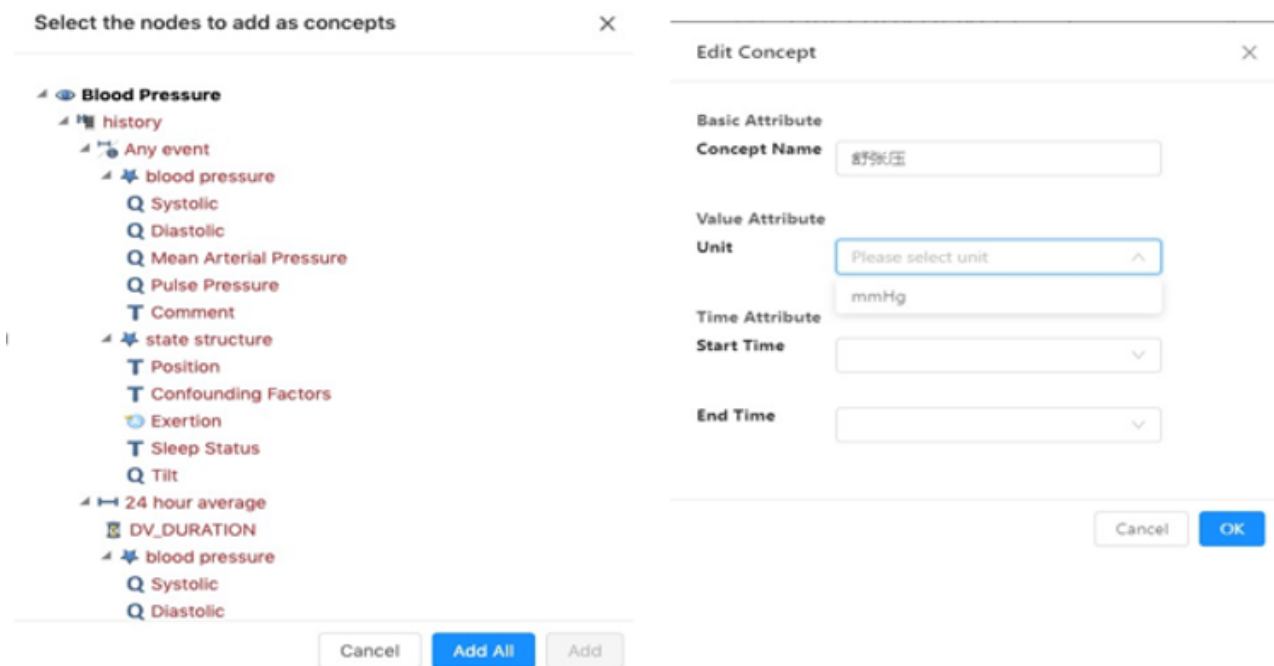 Select the nodes to add as concepts
Blood Pressure
history
Any event
blood pressure
Q Systolic
Q Diastolic
Q Mean Arterial Pressure
Q Pulse Pressure
T Comment
state structure
T Position
T Confounding Factors
Exertion
T Sleep Status
Q Tilt
24 hour average
DV_DURATION
blood pressure
Q Systolic
Q Diastolic
Cancel
Add All
Add
Edit Concept
Basic Attribute
Concept Name
舒张压
Value Attribute
Unit
Please select unit
mmHg
Time Attribute
Start Time
End Time
Cancel
OK